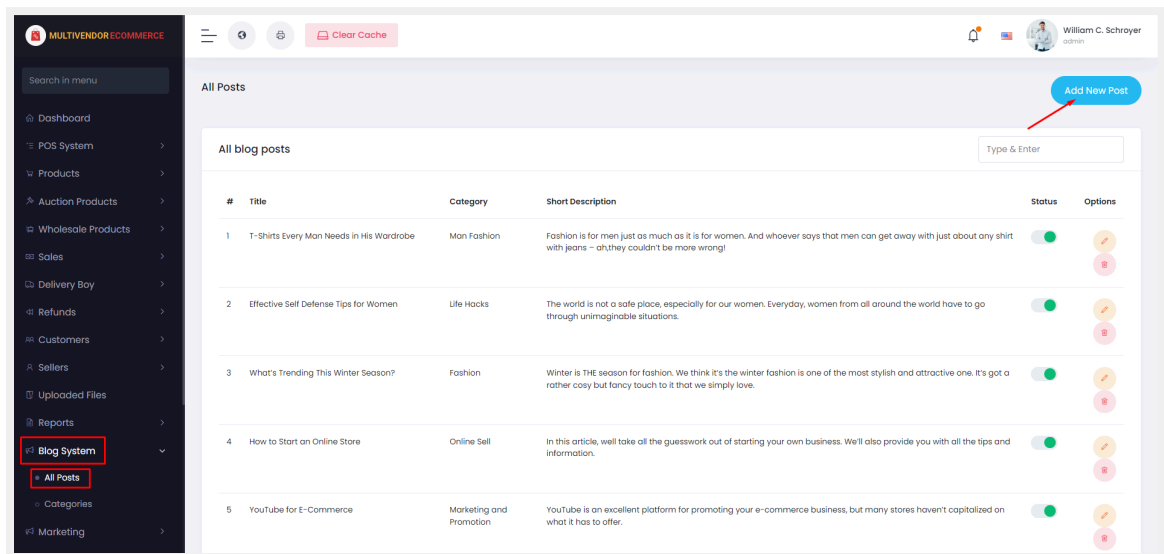 MULTIVENDOR ECOMMERCE
Clear Cache
William C. Schroyer
admin
Search in menu
Dashboard
POS System
Products
Auction Products
Wholesale Products
Sales
Delivery Boy
Refunds
Customers
Sellers
Uploaded Files
Reports
Blog System
All Posts
Categories
Marketing
All Posts
Add New Post
All blog posts
Type & Enter
# Title Category Short Description Status Options
1 T-Shirts Every Man Needs in His Wardrobe Man Fashion Fashion is for men just as much as it is for women. And whoever says that men can get away with just about any shirt
with jeans – ah,they couldn't be more wrong!
2 Effective Self Defense Tips for Women Life Hacks The world is not a safe place, especially for our women. Everyday, women from all around the world have to go
through unimaginable situations.
3 What's Trending This Winter Season? Fashion Winter is THE season for fashion. We think it's the winter fashion is one of the most stylish and attractive one. It's got a
rather cosy but fancy touch to it that we simply love.
4 How to Start an Online Store Online Sell In this article, well take all the guesswork out of starting your own business. We'll also provide you with all the tips and
information.
5 YouTube for E-Commerce Marketing and YouTube is an excellent platform for promoting your e-commerce business, but many stores haven't capitalized on
Promotion what it has to offer.